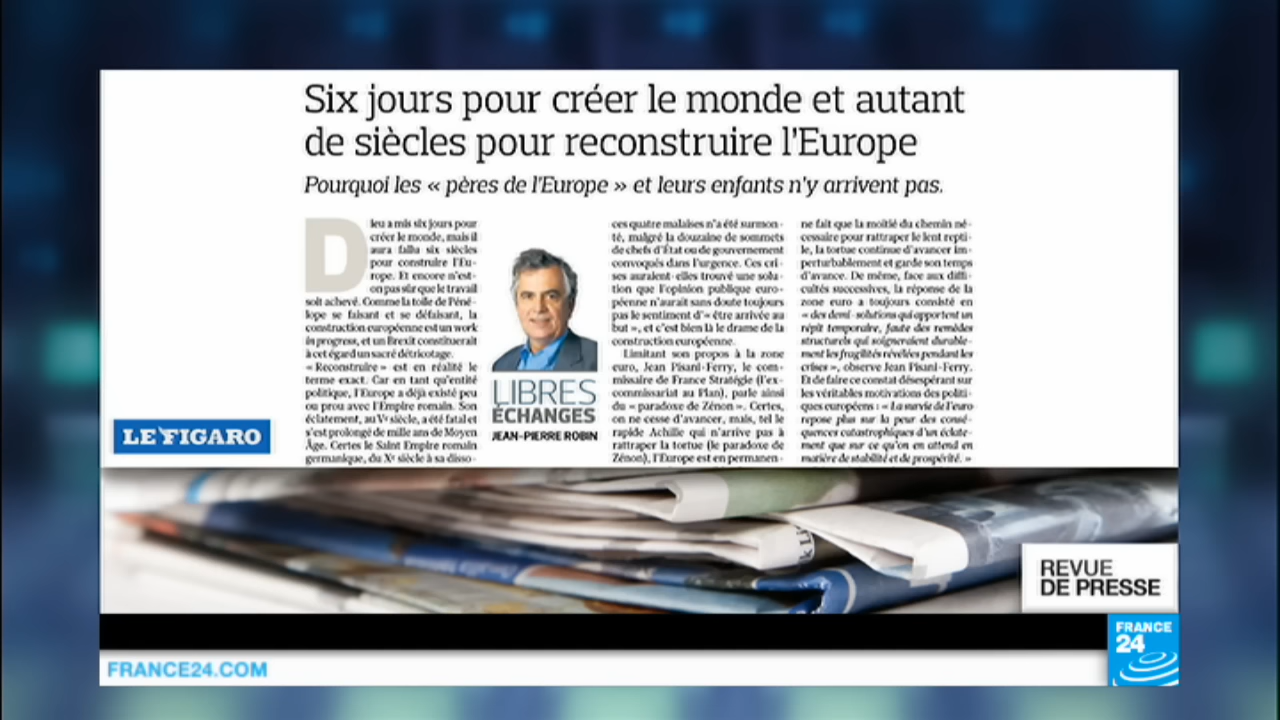 Six jours pour créer le monde et autant
de siècles pour reconstruire l'Europe
Pourquoi les « pères de l'Europe » et leurs enfants n'y arrivent pas.
Dieu a mis six jours pour
créer le monde, mais il
aura fallu six siècles
pour construire l'Eu-
rope. Et encore n'est-
on pas sûr que le travail
soit achevé. Comme la toile de Péné-
lope se faisant et se défaisant, la
construction européenne est un work
in progress, et un Brexit constituerait
à cet égard un sacré détricotage.
« Reconstruire » est en réalité le
terme exact. Car en tant qu'entité
politique, l'Europe a déjà existé peu
ou prou avec l'Empire romain. Son
éclatement, au Ve siècle, a été fatal et
s'est prolongé de mille ans de Moyen
Âge. Certes le Saint Empire romain
germanique, du Xe siècle à sa disso-
LIBRES
ÉCHANGES
JEAN-PIERRE ROBIN
ces quatre malaises n'a été surmon-
té, malgré la douzaine de sommets
de chefs d'État ou de gouvernement
convoqués dans l'urgence. Ces cri-
ses auraient-elles trouvé une solu-
tion que l'opinion publique euro-
péenne n'aurait sans doute toujours
pas le sentiment d'« être arrivée au
but », et c'est bien là le drame de la
construction européenne.
Limitant son propos à la zone
euro, Jean Pisani-Ferry, le com-
missaire de France Stratégie (l'ex-
commissariat au Plan), parle ainsi
du « paradoxe de Zénon ». Certes,
on ne cesse d'avancer, mais, tel le
rapide Achille qui n'arrive pas à
rattraper la tortue (le paradoxe de
Zénon), l'Europe est en permanen-
ne fait que la moitié du chemin né-
cessaire pour rattraper le lent repti-
le, la tortue continue d'avancer im-
perturbablement et garde son temps
d'avance. De même, face aux diffi-
cultés successives, la réponse de la
zone euro a toujours consisté en
« des demi-solutions qui apportent un
répit temporaire, faute des remèdes
structurels qui soigneraient durable-
ment les fragilités révélées pendant les
crises », observe Jean Pisani-Ferry.
Et de faire ce constat désespérant sur
les véritables motivations des politi-
ques européens : « La survie de l'euro
repose plus sur la peur des consé-
quences catastrophiques d'un éclate-
ment que sur ce qu'on en attend en
matière de stabilité et de prospérité. »
LE FIGARO
REVUE
DE PRESSE
FRANCE
24
FRANCE24.COM